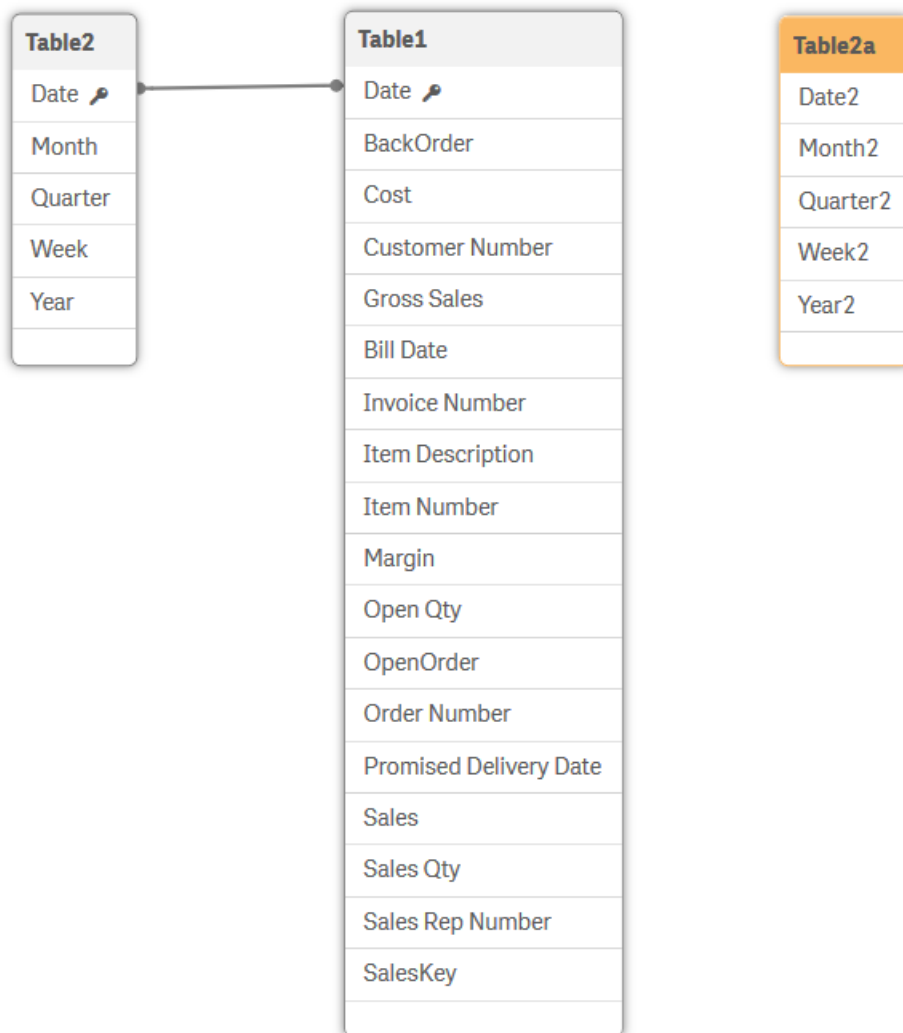 Table2
Date
Month
Quarter
Week
Year
Table1
Date
BackOrder
Cost
Customer Number
Gross Sales
Bill Date
Invoice Number
Item Description
Item Number
Margin
Open Qty
OpenOrder
Order Number
Promised Delivery Date
Sales
Sales Qty
Sales Rep Number
SalesKey
Table2a
Date2
Month2
Quarter2
Week2
Year2